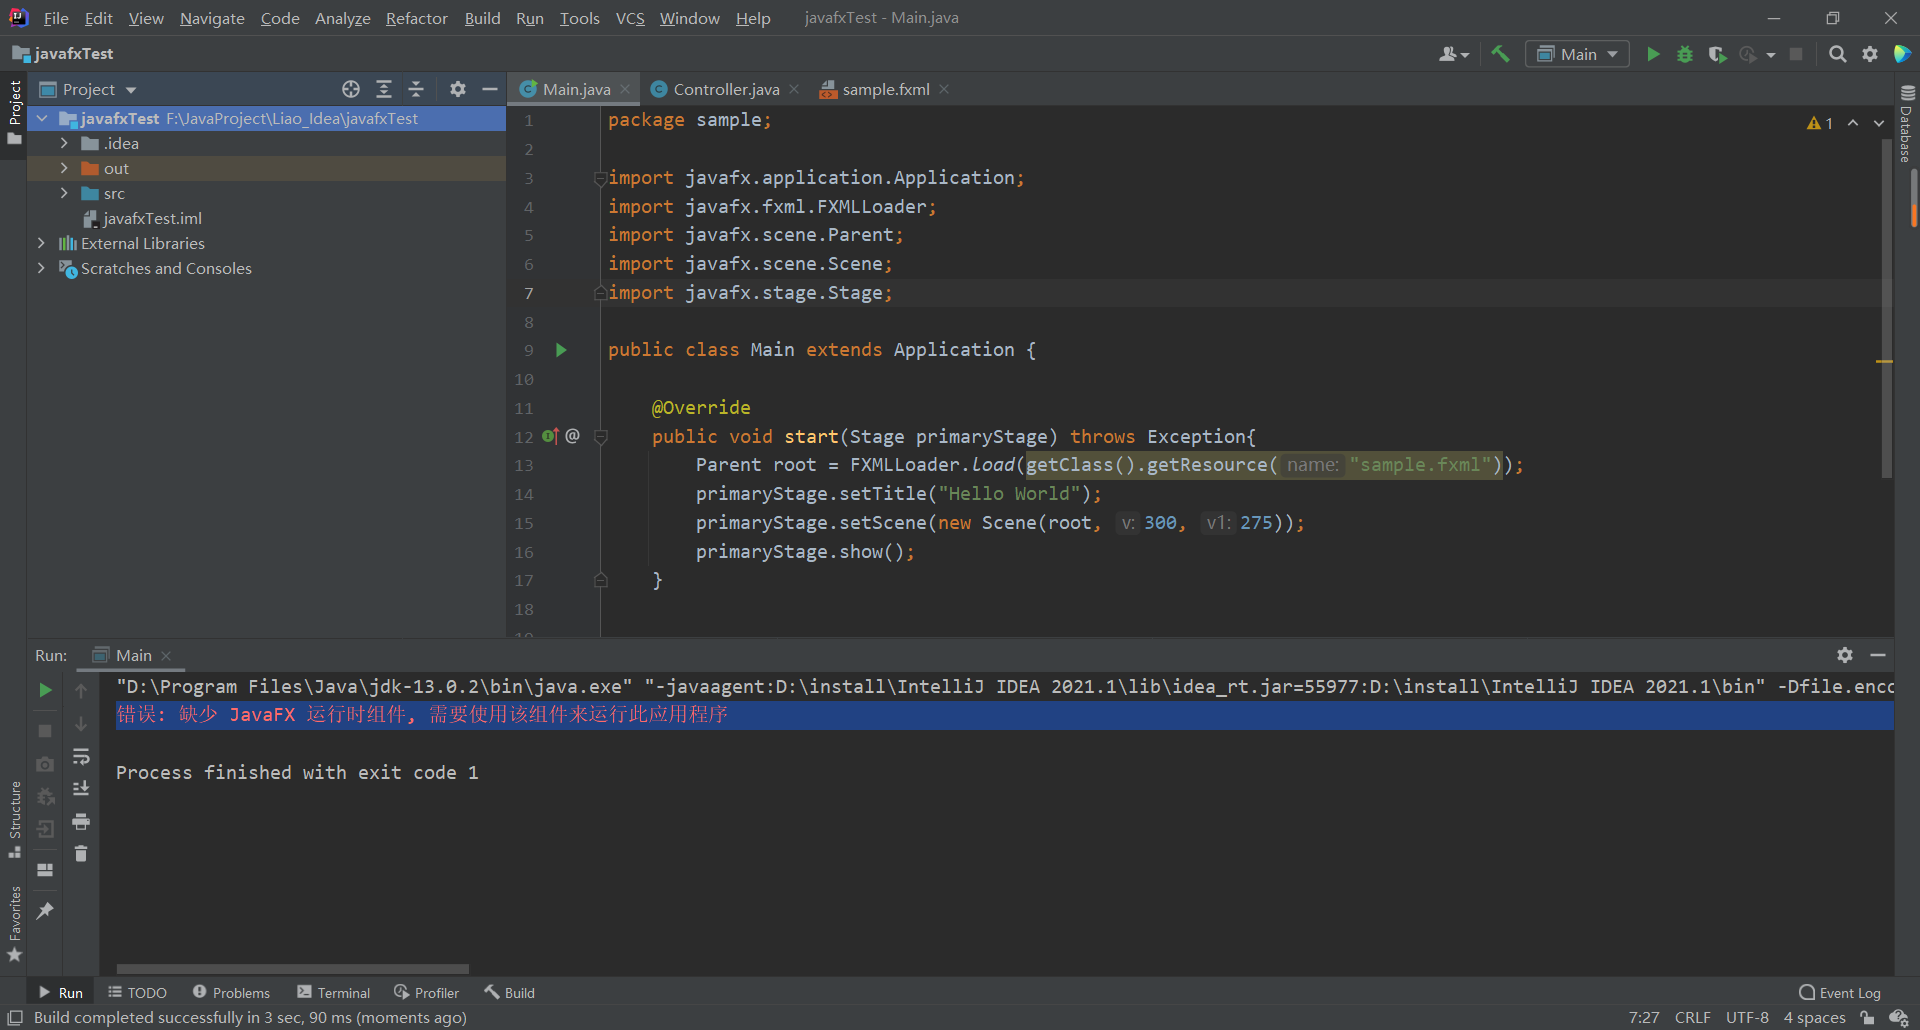 File Edit View Navigate Code Analyze Refactor Build Run Tools VCS Window Help javafxTest - Main.java
javafxTest
Main
Project
Main.java
Controller.java
sample.fxml
Project
Database
javafxTest F:\JavaProject\Liao_Idea\javafxTest
.idea
out
src
javafxTest.iml
External Libraries
Scratches and Consoles
1
1 package sample;
2
3 import javafx.application.Application;
4 import javafx.fxml.FXMLLoader;
5 import javafx.scene.Parent;
6 import javafx.scene.Scene;
7 import javafx.stage.Stage;
8
9 public class Main extends Application {
10
11 @Override
12 public void start(Stage primaryStage) throws Exception{
13 Parent root = FXMLLoader.load(getClass().getResource( name: "sample.fxml"));
14 primaryStage.setTitle("Hello World");
15 primaryStage.setScene(new Scene(root, v: 300, v1: 275));
16 primaryStage.show();
17 }
18
Run: Main
"D:\Program Files\Java\jdk-13.0.2\bin\java.exe" "-javaagent:D:\install\IntelliJ IDEA 2021.1\lib\idea_rt.jar=55977:D:\install\IntelliJ IDEA 2021.1\bin" -Dfile.enco
错误: 缺少 JavaFX 运行时组件, 需要使用该组件来运行此应用程序
Process finished with exit code 1
Structure
Favorites
Run TODO Problems Terminal Profiler Build Event Log
Build completed successfully in 3 sec, 90 ms (moments ago) 7:27 CRLF UTF-8 4 spaces